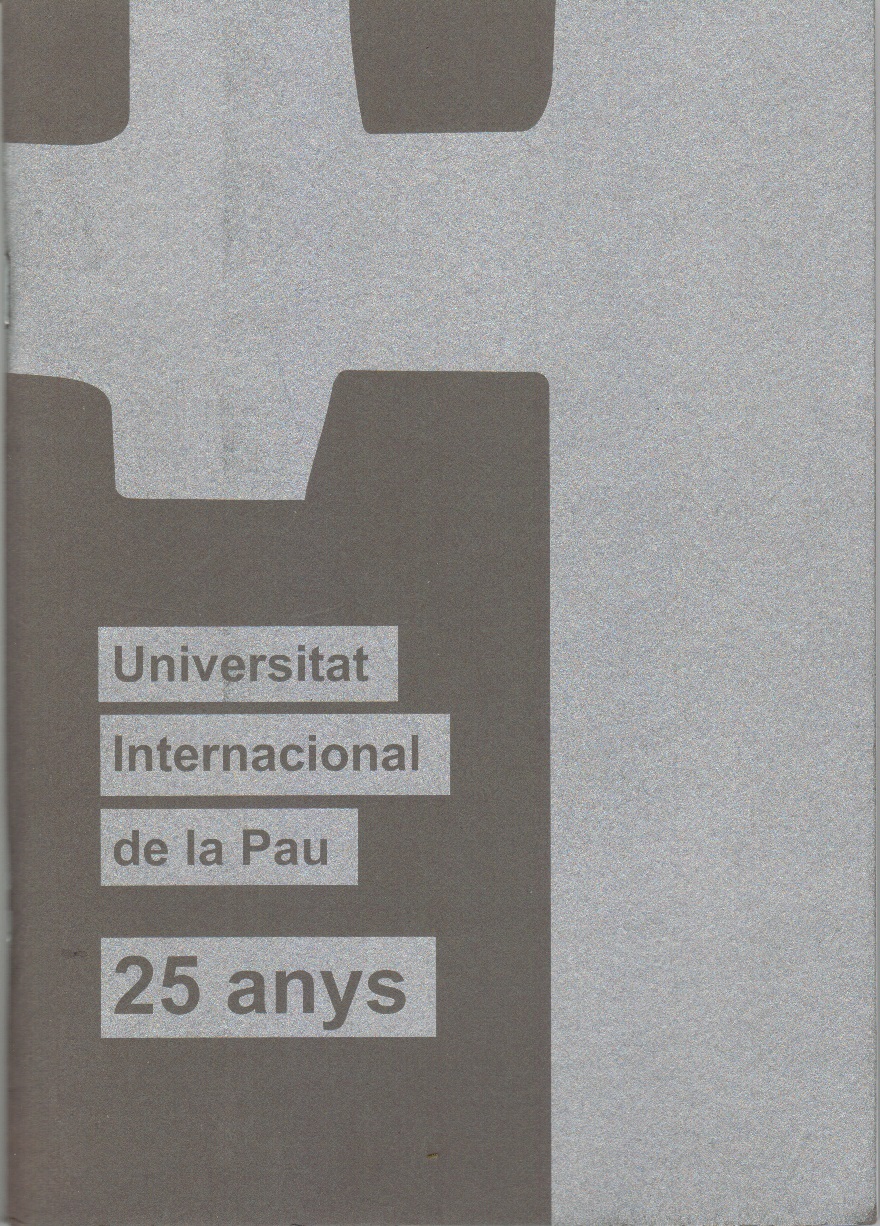 Universitat
Internacional
de la Pau
25 anys